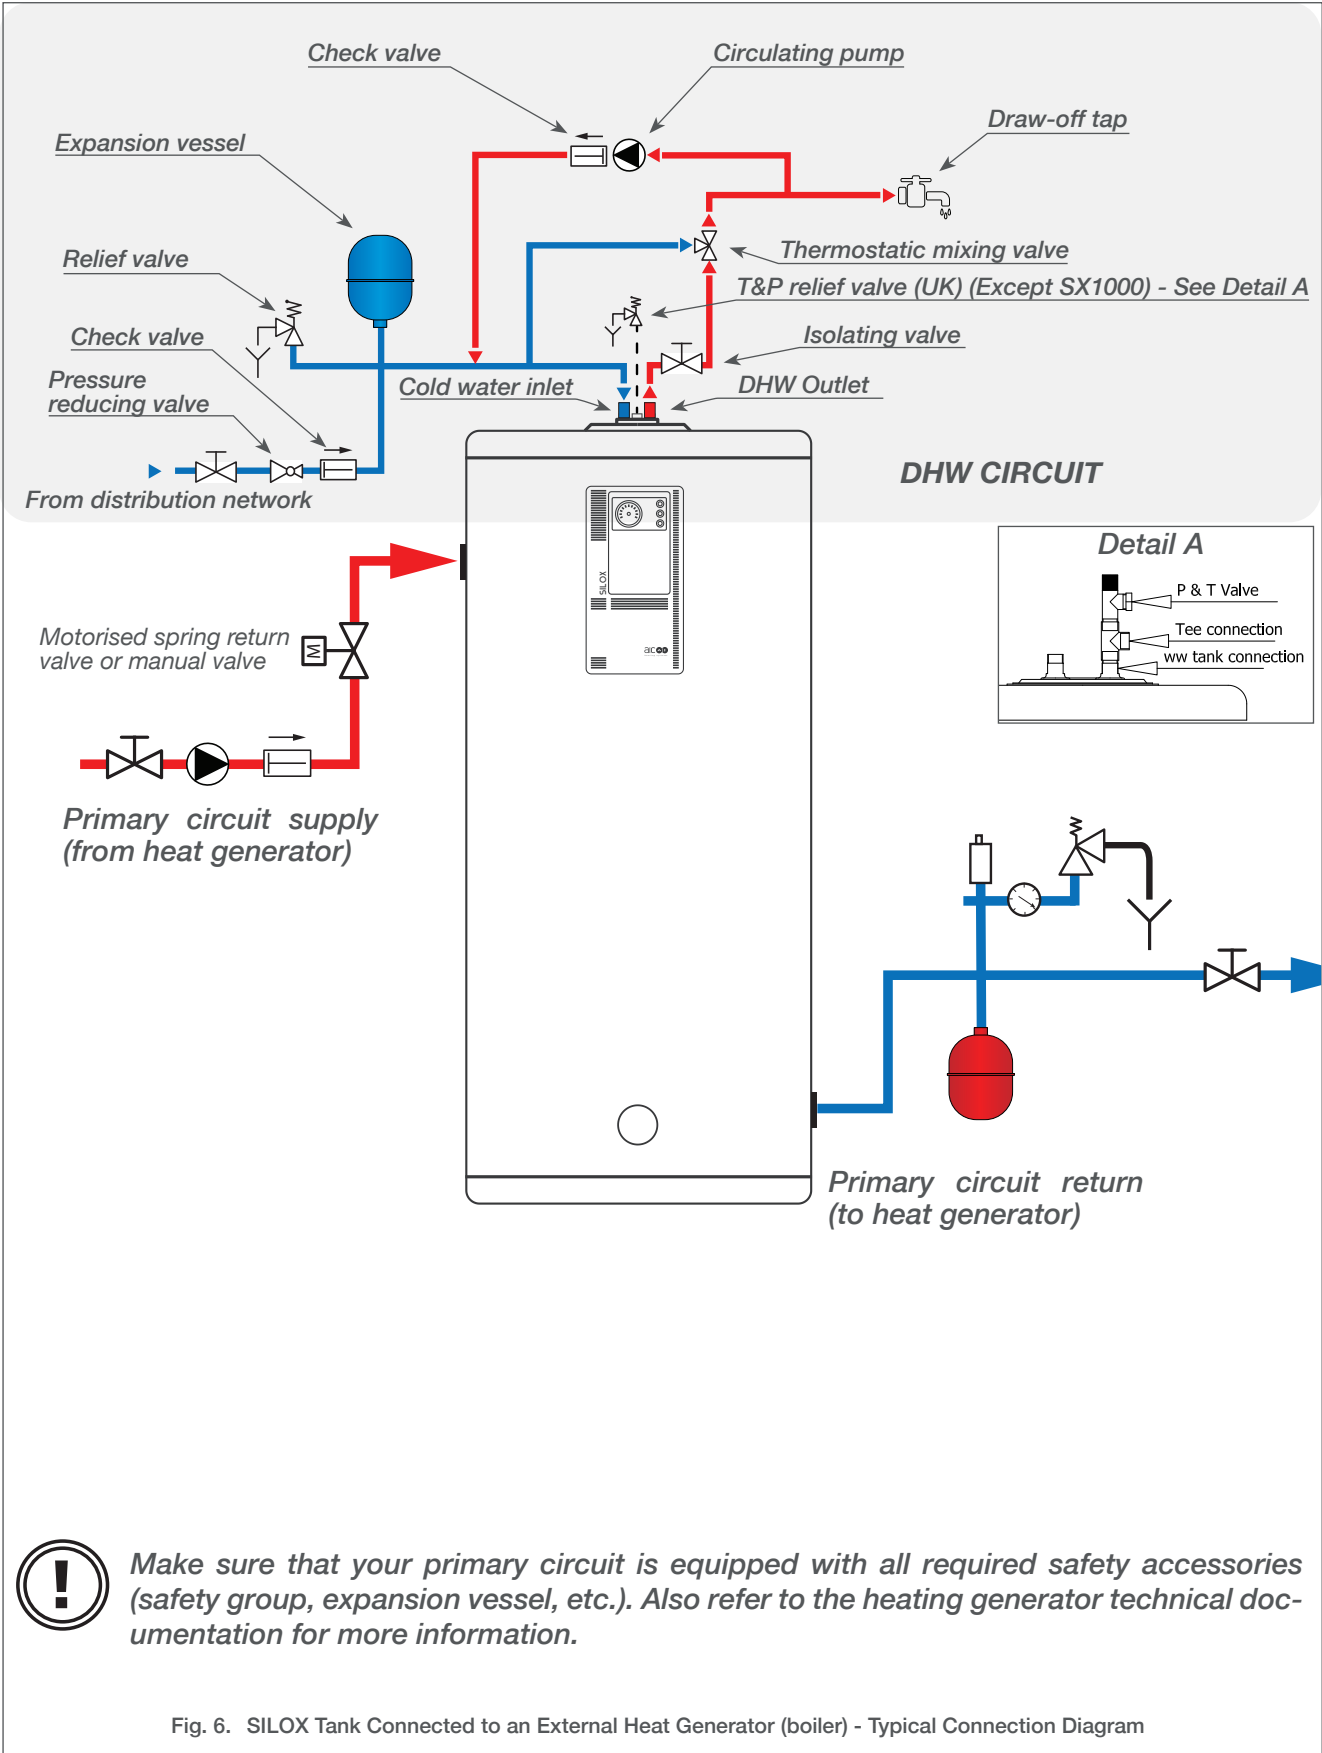 Check valve
Circulating pump
Draw-off tap
Expansion vessel
Relief valve
Thermostatic mixing valve
T&P relief valve (UK) (Except SX1000) - See Detail A
Check valve
Isolating valve
Pressure
reducing valve
Cold water inlet
DHW Outlet
DHW CIRCUIT
From distribution network
SILOX
aic
Detail A
P & T Valve
Tee connection
ww tank connection
Motorised spring return
valve or manual valve
M
Primary circuit supply
(from heat generator)
Primary circuit return
(to heat generator)
!
Make sure that your primary circuit is equipped with all required safety accessories
(safety group, expansion vessel, etc.). Also refer to the heating generator technical doc-
umentation for more information.
Fig. 6. SILOX Tank Connected to an External Heat Generator (boiler) - Typical Connection Diagram